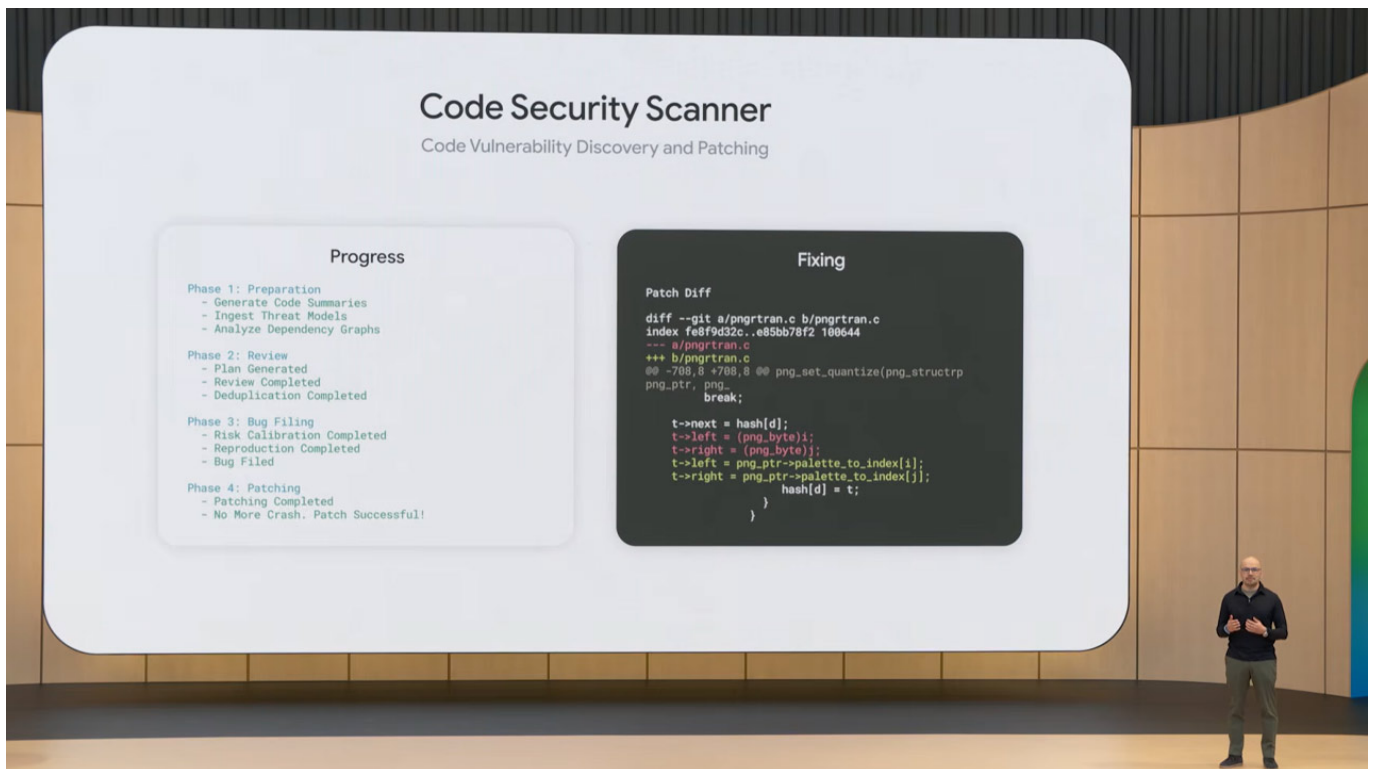 Code Security Scanner
Code Vulnerability Discovery and Patching
Progress
Phase 1: Preparation
- Generate Code Summaries
- Ingest Threat Models
- Analyze Dependency Graphs
Phase 2: Review
- Plan Generated
- Review Completed
- Deduplication Completed
Phase 3: Bug Filing
- Risk Calibration Completed
- Reproduction Completed
- Bug Filed
Phase 4: Patching
- Patching Completed
- No More Crash. Patch Successful!
Fixing
Patch Diff
diff --git a/pngrtran.c b/pngrtran.c
index fe8f9d32c..e85bb78f2 100644
--- a/pngrtran.c
+++ b/pngrtran.c
@@ -708,8 +708,8 @@ png_set_quantize(png_structrp
png_ptr, png_
break;
t->next = hash[d];
t->left = (png_byte)i;
t->right = (png_byte)j;
t->left = png_ptr->palette_to_index[i];
t->right = png_ptr->palette_to_index[j];
hash[d] = t;
}
}